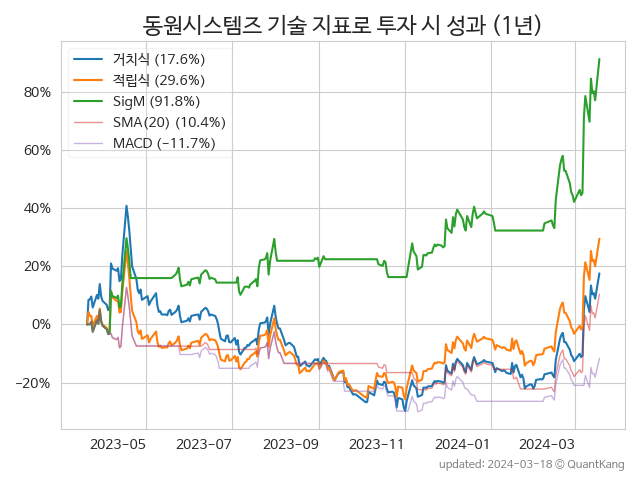 동원시스템즈 기술 지표로 투자 시 성과 (1년)
거치식 (17.6%)
적립식 (29.6%)
SigM (91.8%)
SMA(20) (10.4%)
MACD (−11.7%)
80%
60%
40%
20%
0%
−20%
2023-05 2023-07 2023-09 2023-11 2024-01 2024-03
updated: 2024-03-18 © QuantKang